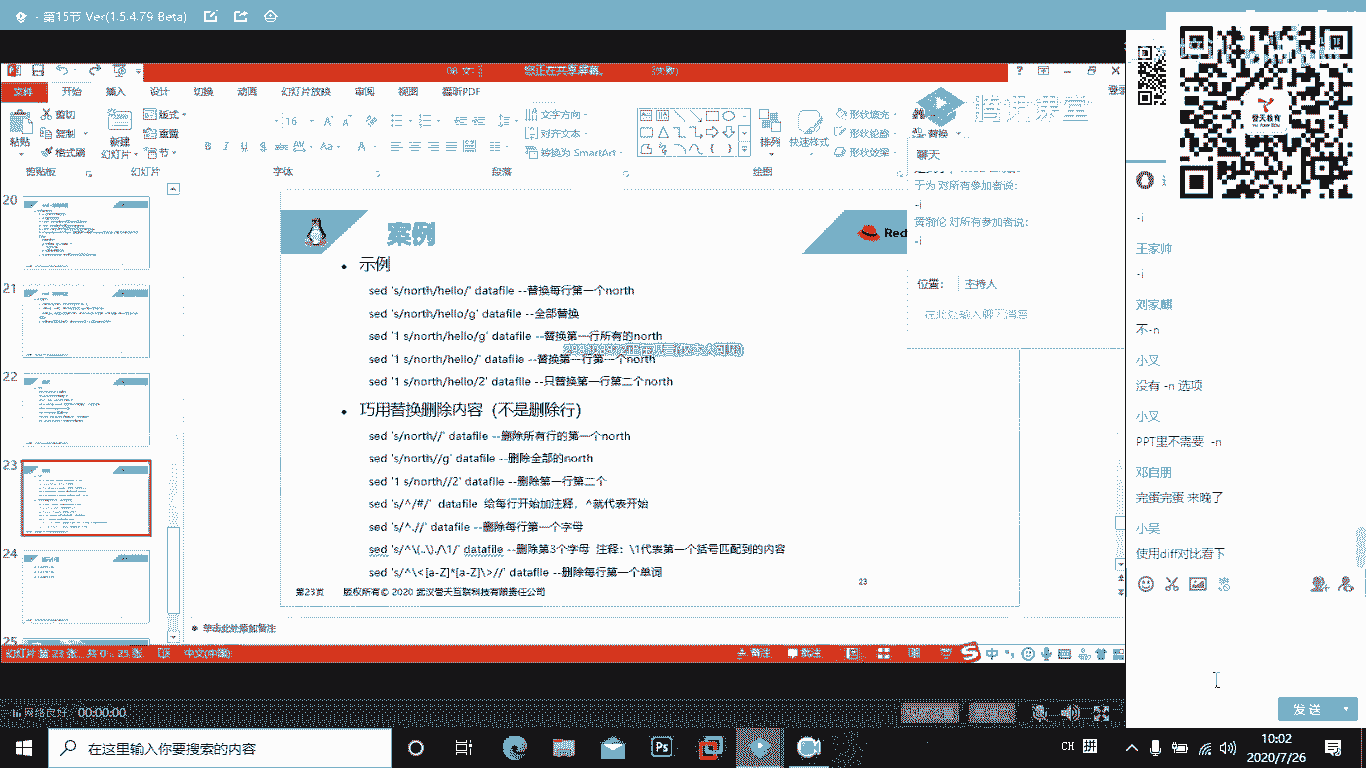 - 第15节 Ver(1.5.4.79 Beta)
您正在共享屏幕。
文件 开始 插入 设计 切换 动画 幻灯片放映 审阅 视图
粘贴
剪切
复制
格式刷
剪贴板
新建
幻灯片
版式
重置
节
幻灯片
字体
文字方向
对齐文本
转换为 SmartArt
段落
排列
快速样式
形状填充
形状轮廓
形状效果
绘图
替换
腾讯课堂
聊天
于为 对所有参加者说:
-i
对所有参加者说:
-i
位置: 主持人
在此处输入聊天消息
20
21
22
23
24
25
案例
Red
• 示例
sed 's/north/hello/' datafile --替换每行第一个north
sed 's/north/hello/g' datafile --全部替换
sed '1 s/north/hello/g' datafile --替换第一行所有的north
sed '1 s/north/hello/' datafile --替换第一行第一个north
sed '1 s/north/hello/2' datafile --只替换第一行第二个north
• 巧用替换删除内容 (不是删除行)
sed 's/north//' datafile --删除所有行的第一个north
sed 's/north//g' datafile --删除全部的north
sed '1 s/north//2' datafile --删除第一行第二个
sed 's/^/#/' datafile 给每行开始加注释，^就代表开始
sed 's/^.//' datafile --删除每行第一个字母
sed 's/^\(..\)./\1/' datafile --删除第3个字母 注释：\1代表第一个括号匹配到的内容
sed 's/^\<[a-Z]*[a-Z]\>//' datafile --删除每行第一个单词
第23页 版权所有© 2020 武汉誉天互联科技有限责任公司
23
单击此处添加备注
幻灯片 第 23 张，共 25 张 中文(中国)
备注 批注
中
网络良好 00:00:00
誉天教育
-i
王家帅
-i
刘家麒
不-n
小叉
没有 -n 选项
小叉
PPT里不需要 -n
邓自朋
完蛋完蛋 来晚了
小吴
使用diff对比看下
发 送
在这里输入你要搜索的内容
CH
10:02
2020/7/26